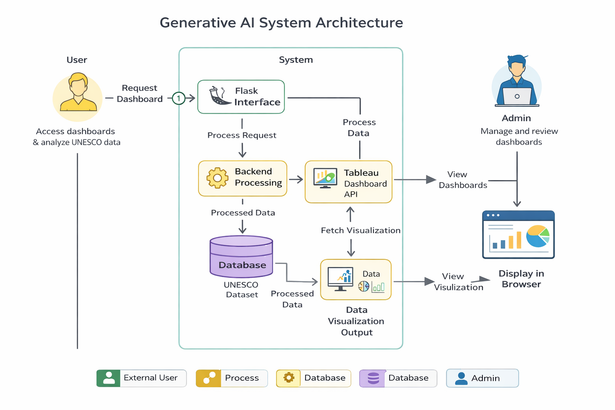 Generative AI System Architecture
User
System
Request
Dashboard
1
Flask
Interface
Admin
Access dashboards
& analyze UNESCO data
Process Request
Process
Data
Manage and review
dashboards
Backend
Processing
Tableau
Dashboard
API
View
Dashboards
Processed Data
Fetch Visualization
Database
UNESCO
Dataset
Processed
Data
Data
View
Visulization
Display in
Browser
Data
Visualization
Output
External User
Process
Database
Database
Admin